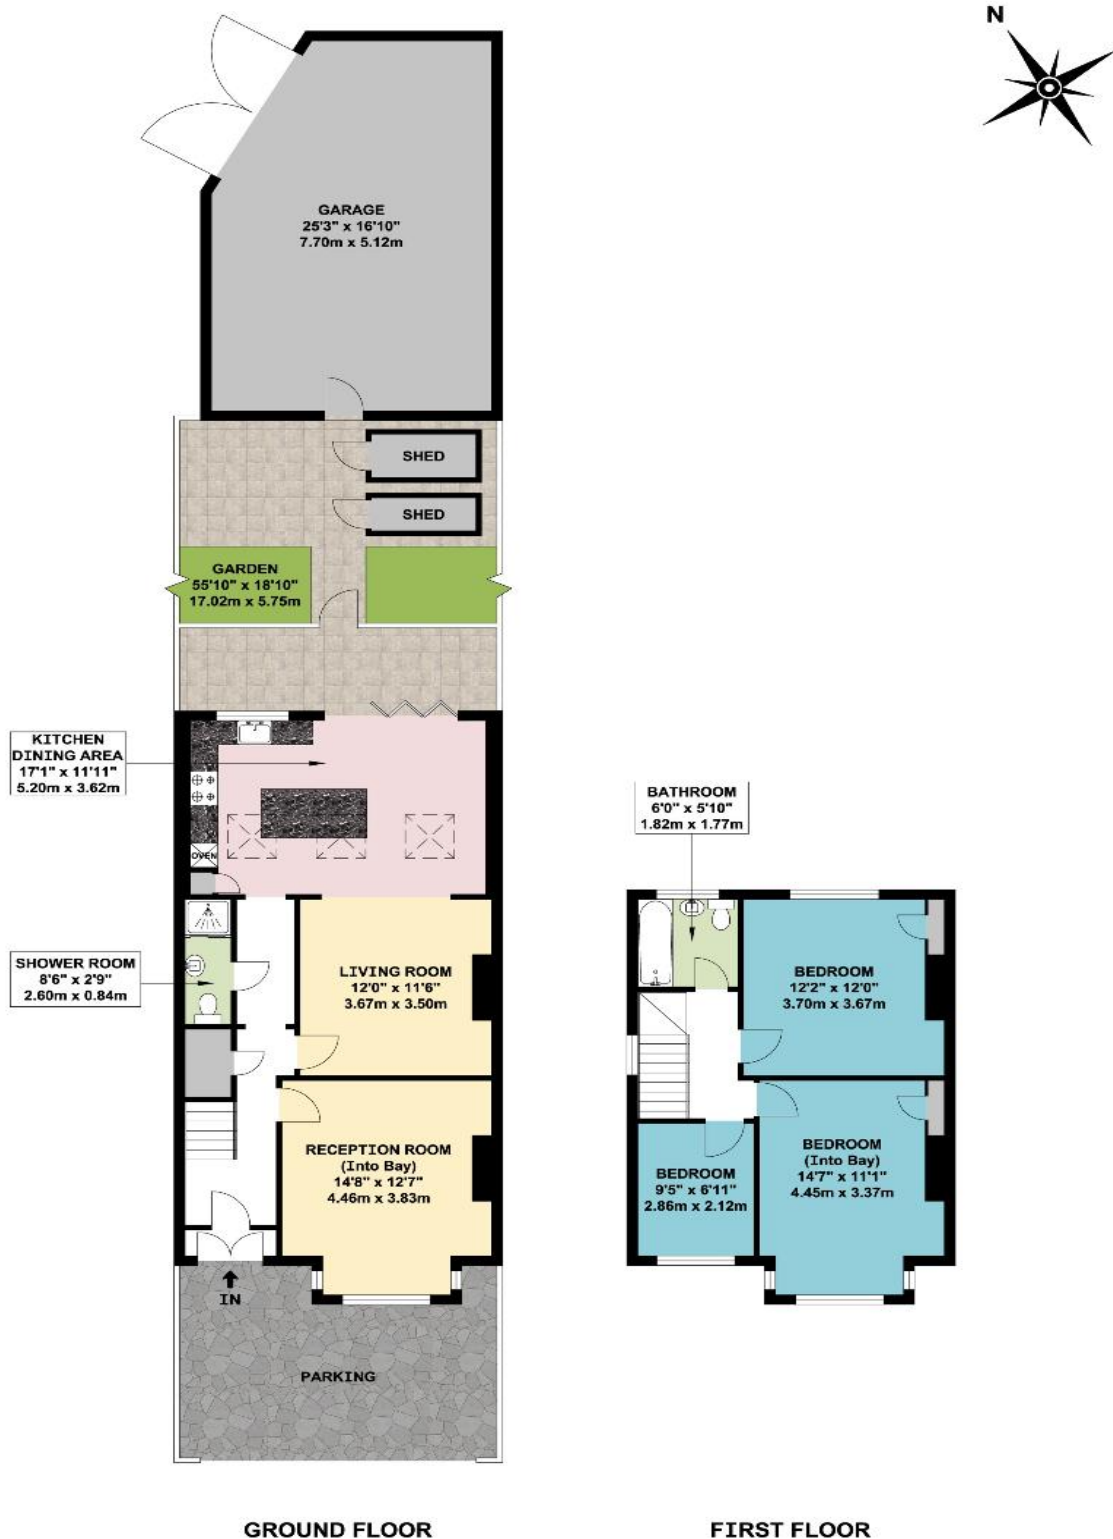 N
GARAGE
25'3" x 16'10"
7.70m x 5.12m
SHED
SHED
GARDEN
55'10" x 18'10"
17.02m x 5.75m
KITCHEN
DINING AREA
17'1" x 11'11"
5.20m x 3.62m
OVEN
SHOWER ROOM
8'6" x 2'9"
2.60m x 0.84m
LIVING ROOM
12'0" x 11'6"
3.67m x 3.50m
RECEPTION ROOM
(Into Bay)
14'8" x 12'7"
4.46m x 3.83m
IN
PARKING
GROUND FLOOR
BATHROOM
6'0" x 5'10"
1.82m x 1.77m
BEDROOM
12'2" x 12'0"
3.70m x 3.67m
BEDROOM
(Into Bay)
14'7" x 11'1"
4.45m x 3.37m
BEDROOM
9'5" x 6'11"
2.86m x 2.12m
FIRST FLOOR